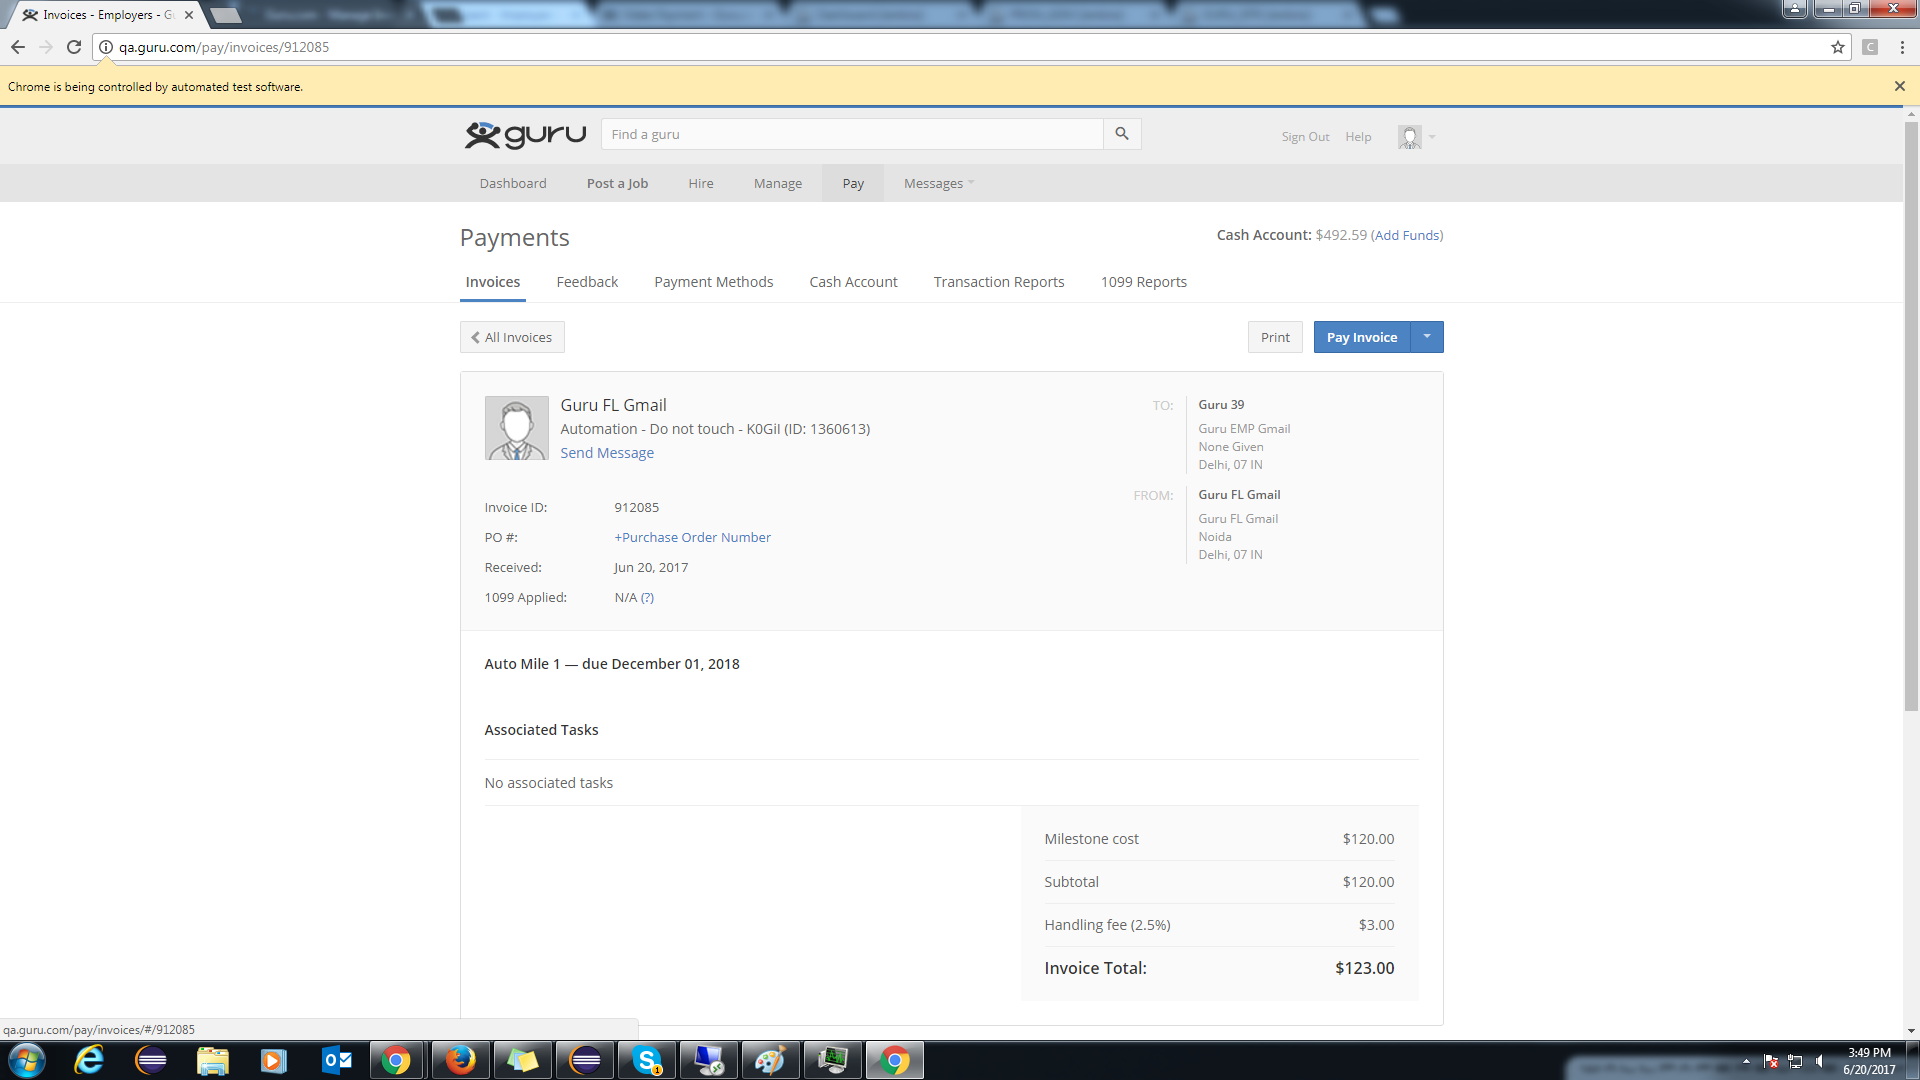 Invoices - Employers - G
qa.guru.com/pay/invoices/912085
C
Chrome is being controlled by automated test software.
guru
Find a guru
Sign Out Help
Dashboard Post a Job Hire Manage Pay Messages
Payments
Cash Account: $492.59 (Add Funds)
Invoices Feedback Payment Methods Cash Account Transaction Reports 1099 Reports
All Invoices
Print
Pay Invoice
Guru FL Gmail
Automation - Do not touch - K0Gil (ID: 1360613)
Send Message
TO:
Guru 39
Guru EMP Gmail
None Given
Delhi, 07 IN
FROM:
Guru FL Gmail
Guru FL Gmail
Noida
Delhi, 07 IN
Invoice ID: 912085
PO #: +Purchase Order Number
Received: Jun 20, 2017
1099 Applied: N/A (?)
Auto Mile 1 — due December 01, 2018
Associated Tasks
No associated tasks
Milestone cost $120.00
Subtotal $120.00
Handling fee (2.5%) $3.00
Invoice Total: $123.00
qa.guru.com/pay/invoices/#/912085
3:49 PM
6/20/2017